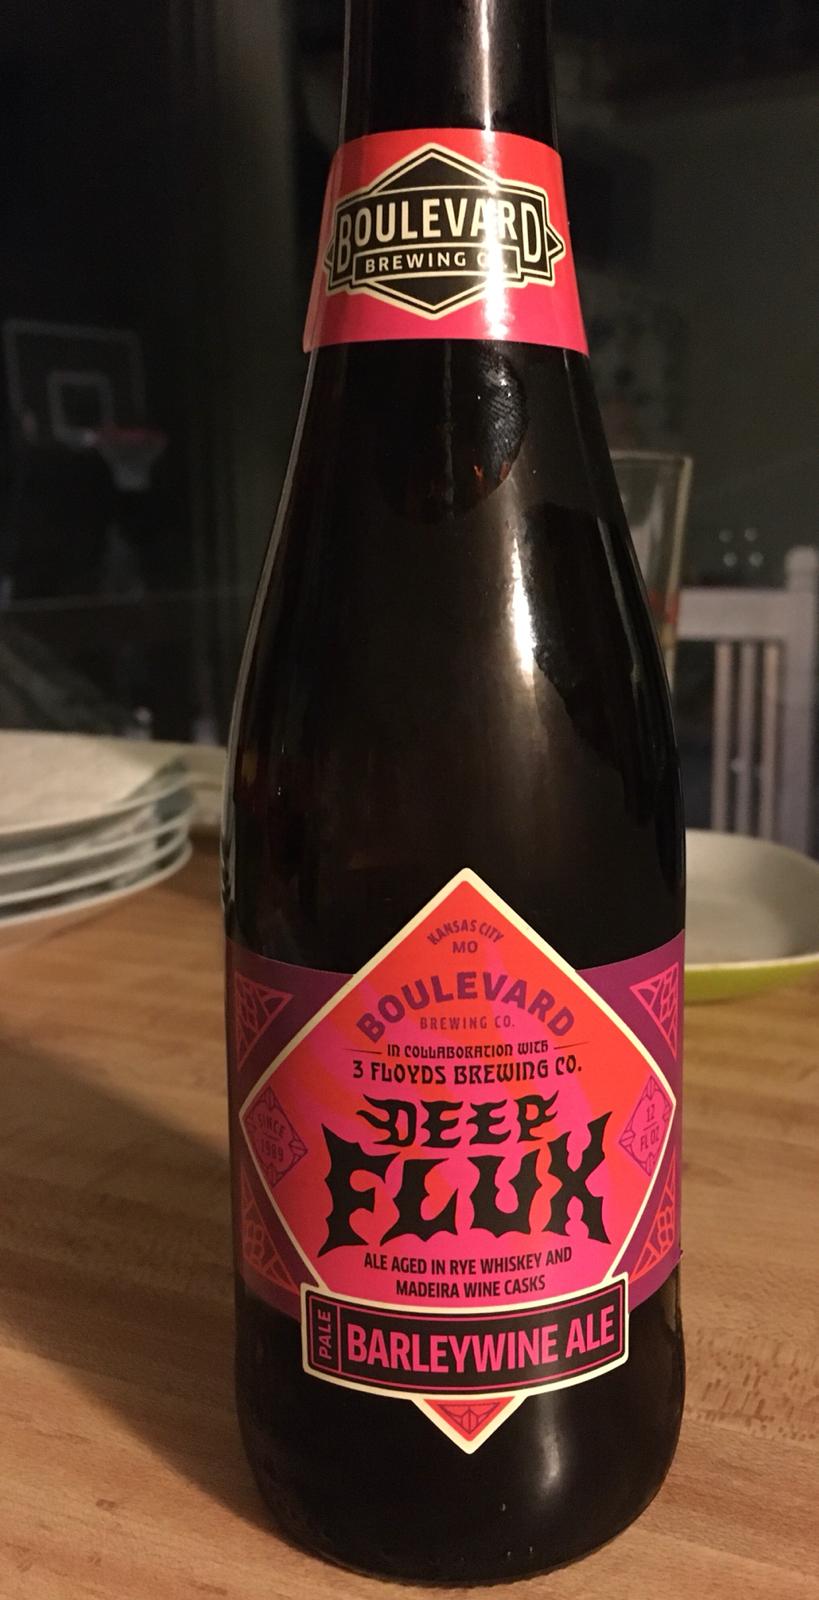 BOULEVARD
BREWING CO.
KANSAS CITY
MO
BOULEVARD
BREWING CO.
IN COLLABORATION WITH
3 FLOYDS BREWING CO.
DEEP
FLUX
SINCE
1989
12
FL OZ
ALE AGED IN RYE WHISKEY AND
MADEIRA WINE CASKS
PALE
BARLEYWINE ALE